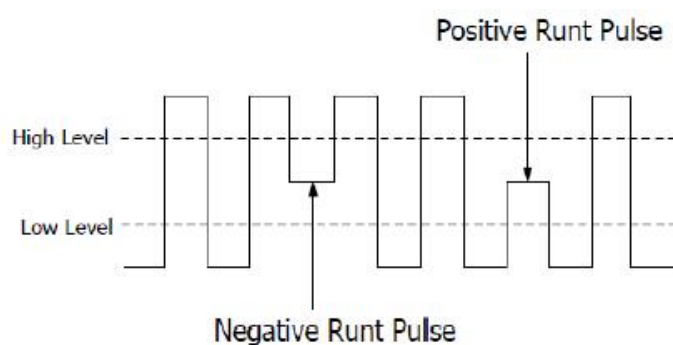 Positive Runt Pulse
High Level
Low Level
Negative Runt Pulse